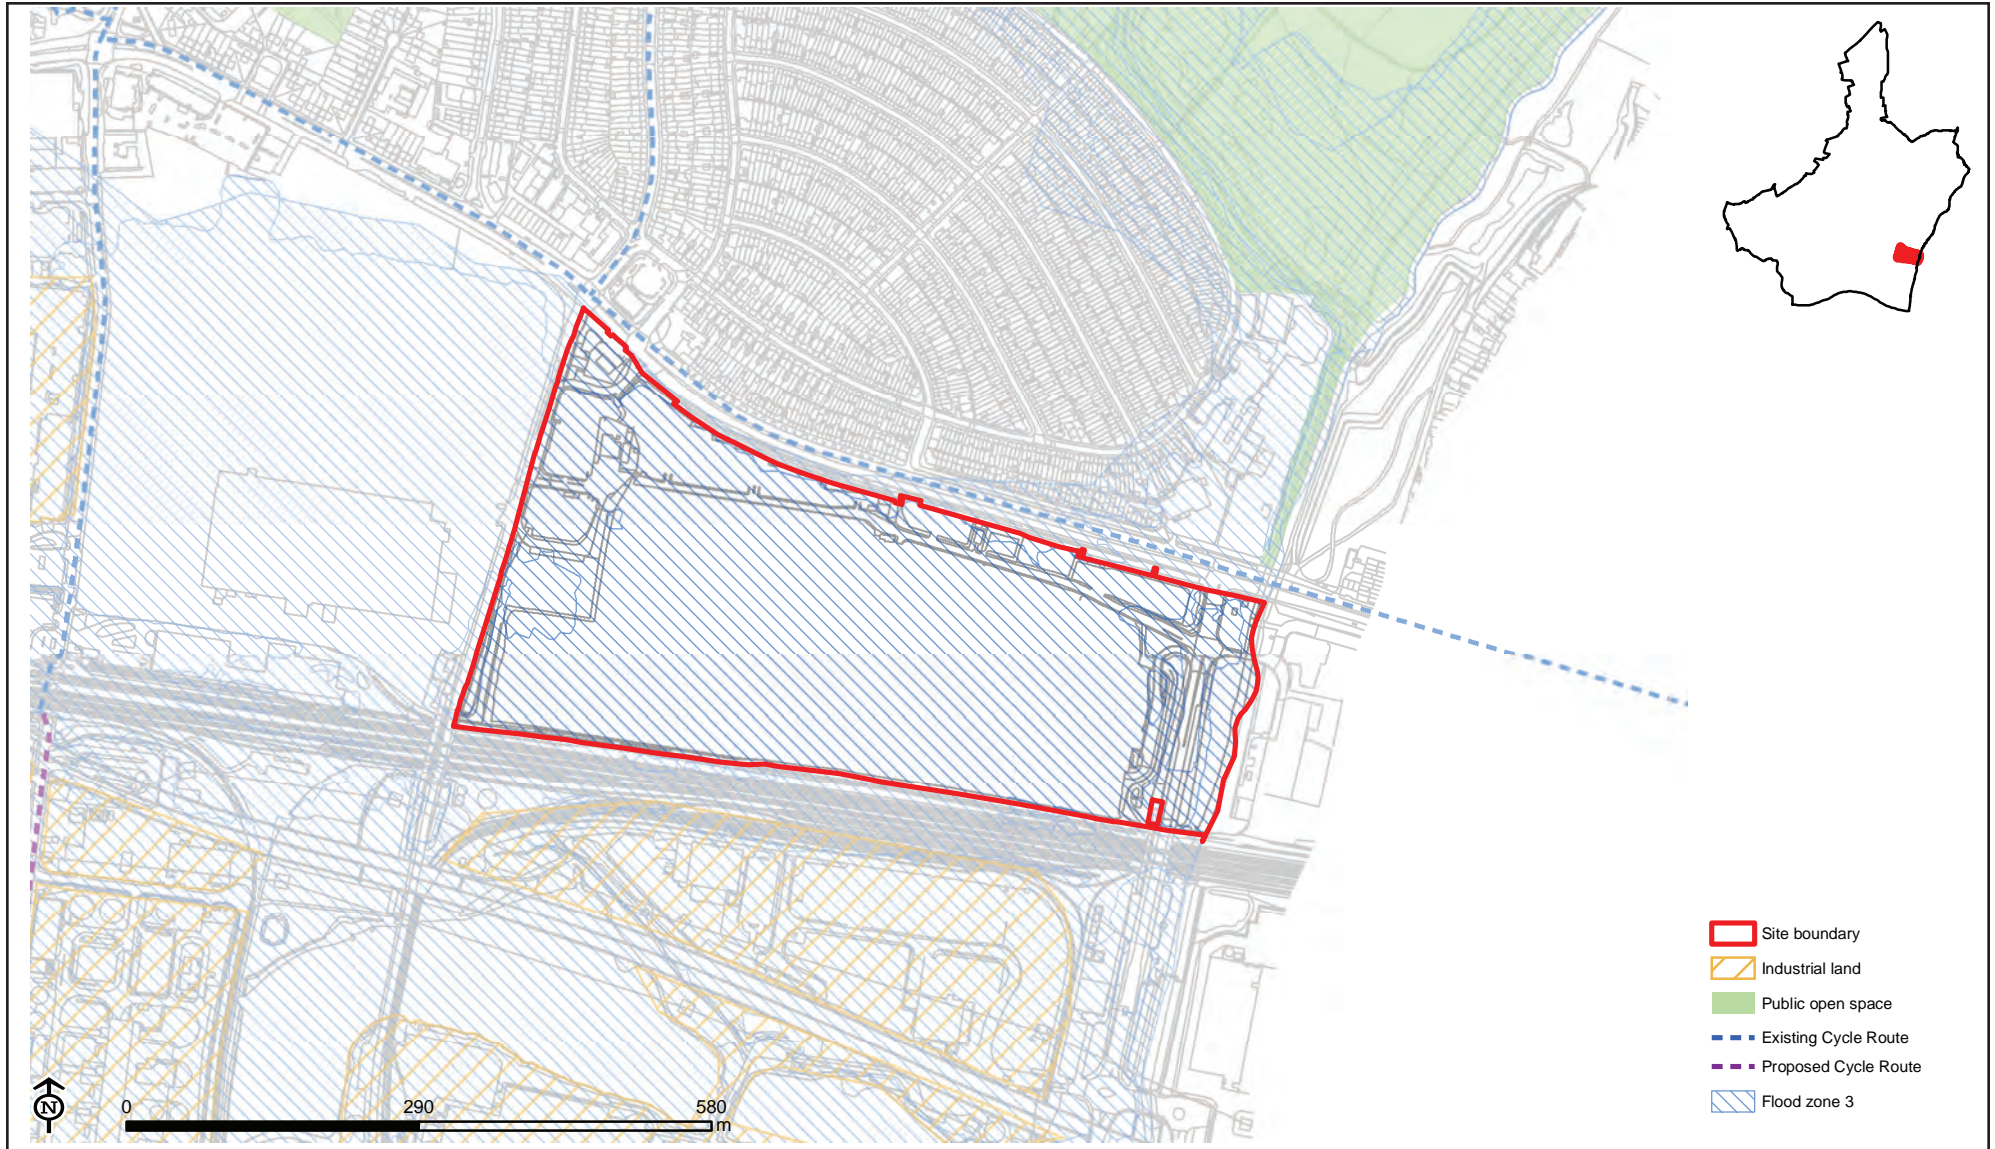 Site boundary
Industrial land
Public open space
Existing Cycle Route
Proposed Cycle Route
Flood zone 3
N
0 290 580
m